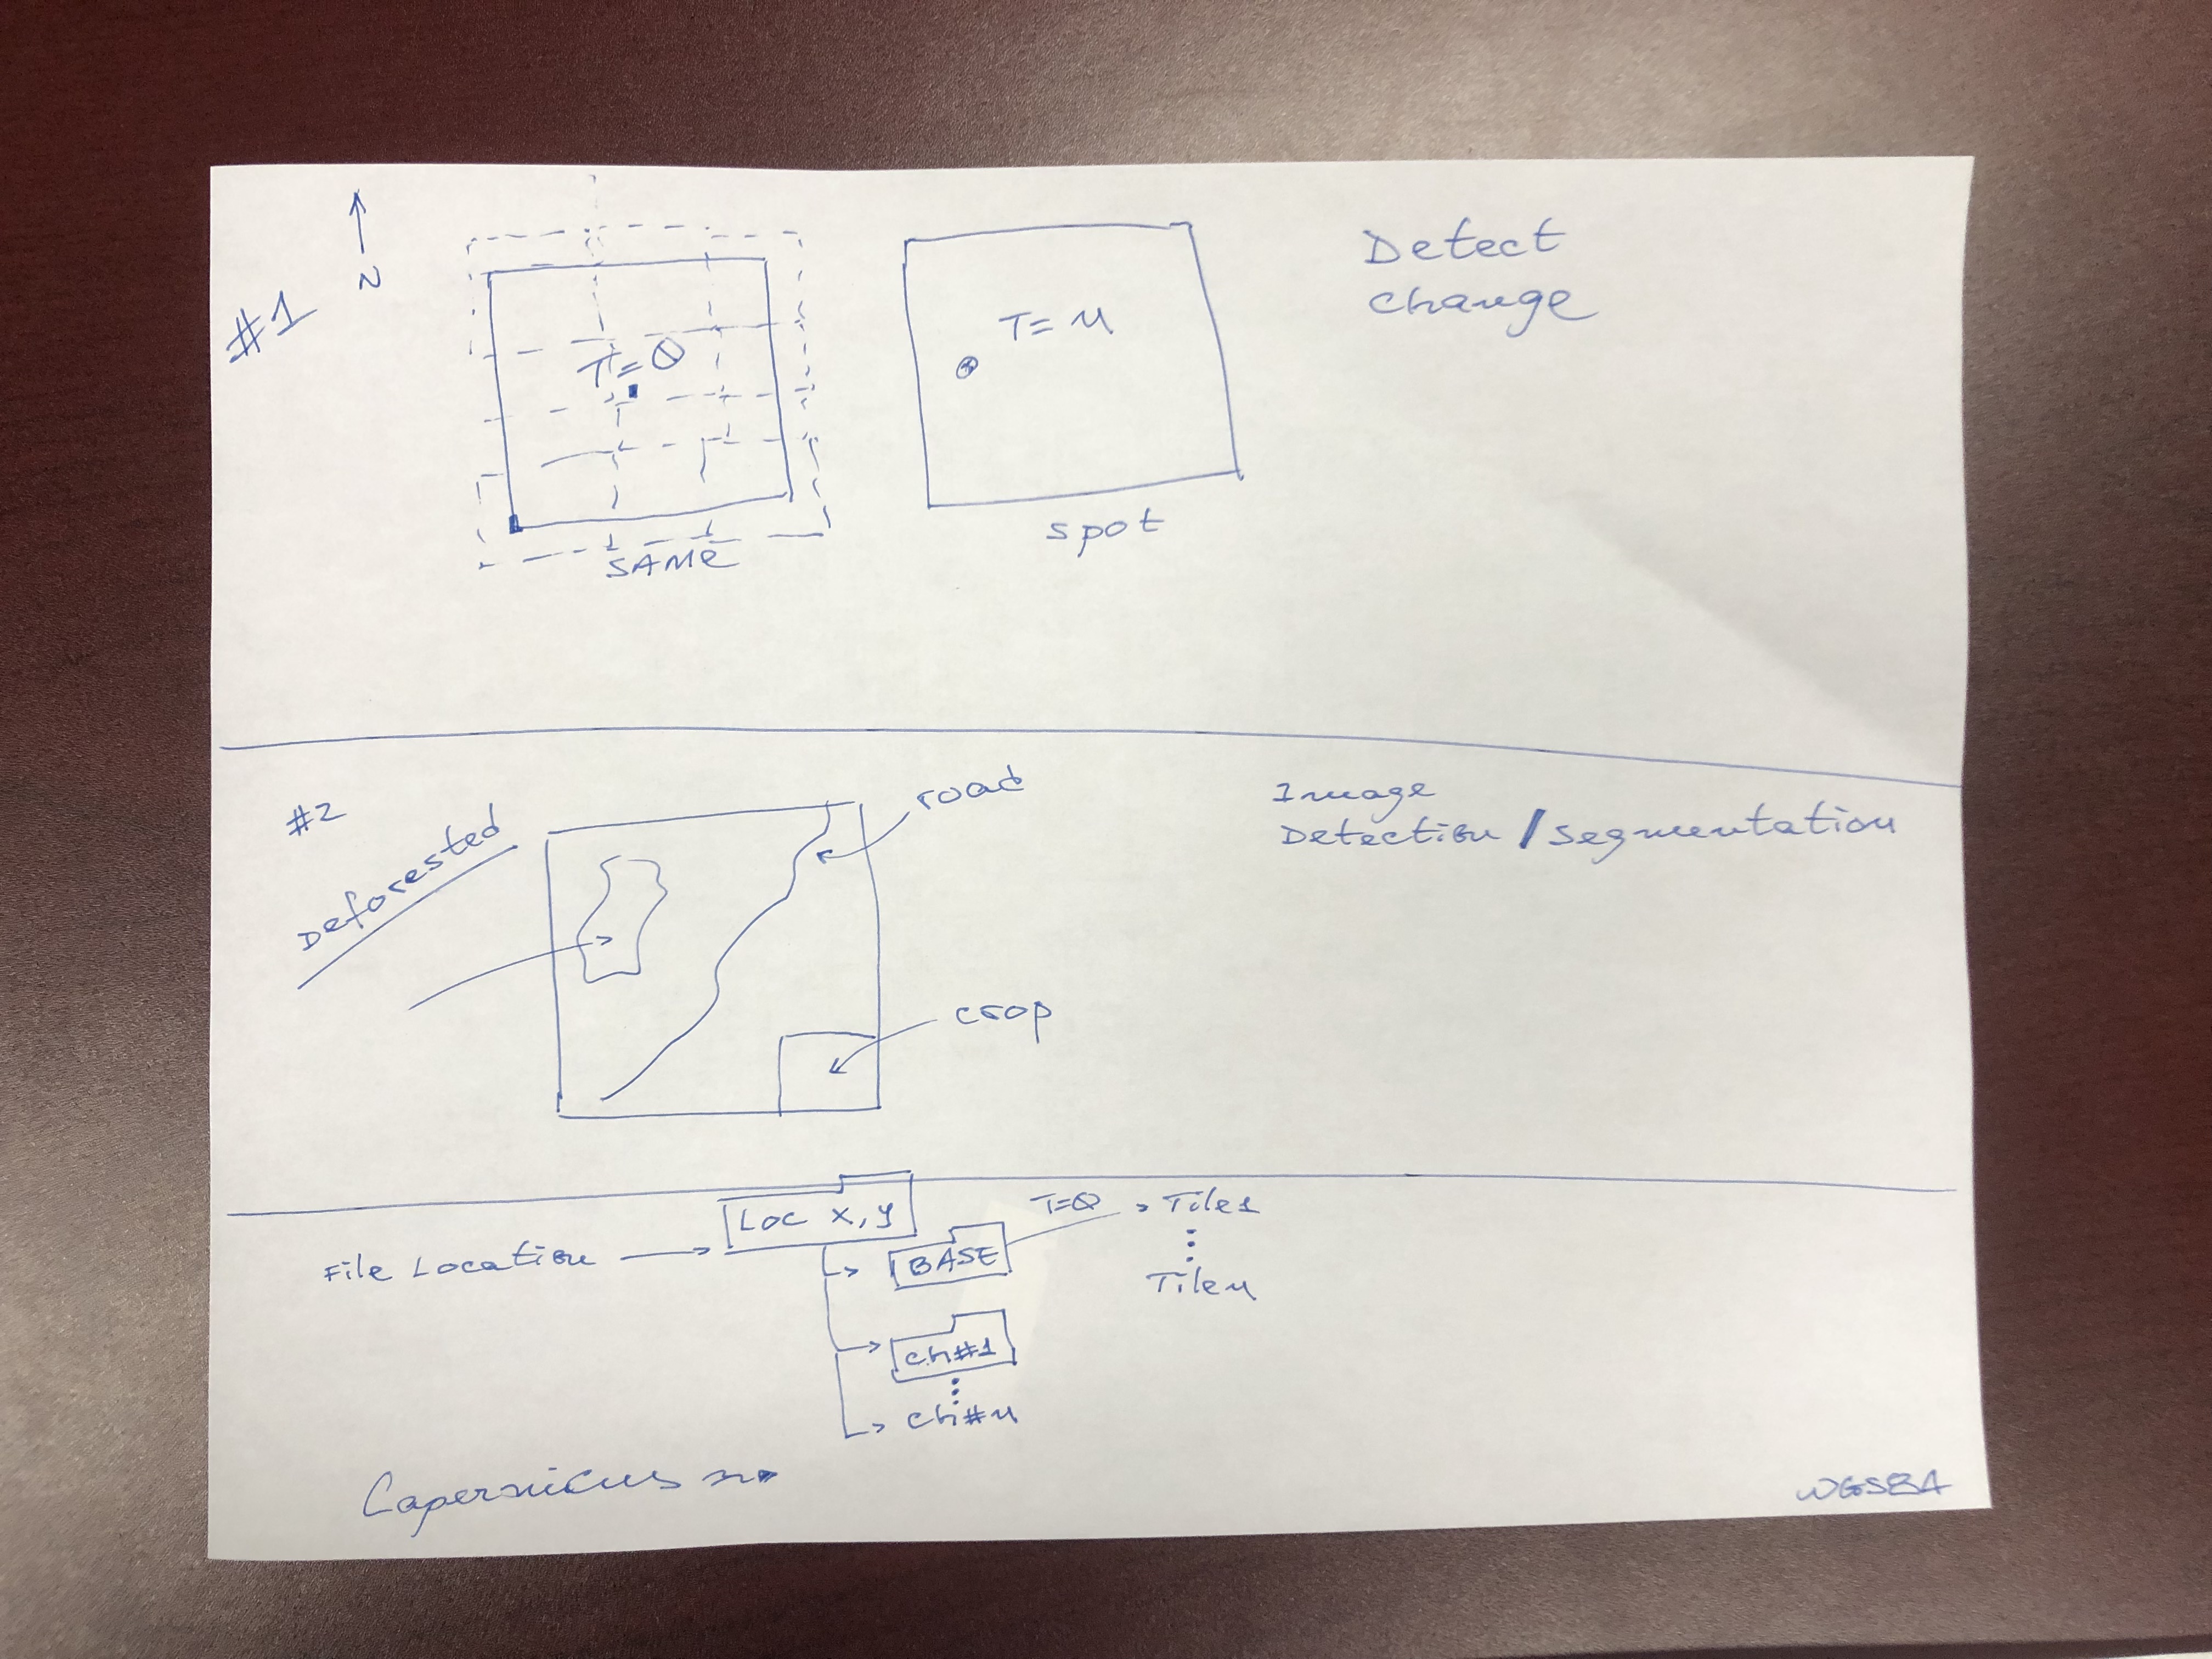 N
#1
T=0
SAME
T=n
spot
Detect
change
#2
Deforested
road
crop
Image
Detection / segmentation
File Location
Loc x, y
BASE
T=0
Tile1
Tile n
ch#1
ch#n
Copernicus
WGS84